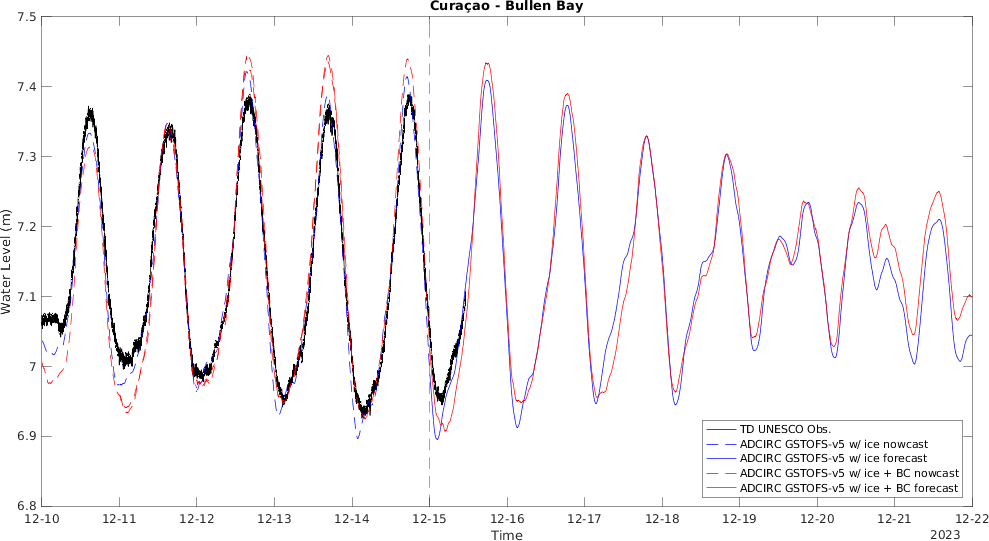 Curaçao - Bullen Bay
7.5
7.4
7.3
7.2
7.1
7
6.9
6.8
Water Level (m)
12-10 12-11 12-12 12-13 12-14 12-15 12-16 12-17 12-18 12-19 12-20 12-21 12-22
Time
2023
TD UNESCO Obs.
ADCIRC GSTOFS-v5 w/ ice nowcast
ADCIRC GSTOFS-v5 w/ ice forecast
ADCIRC GSTOFS-v5 w/ ice + BC nowcast
ADCIRC GSTOFS-v5 w/ ice + BC forecast